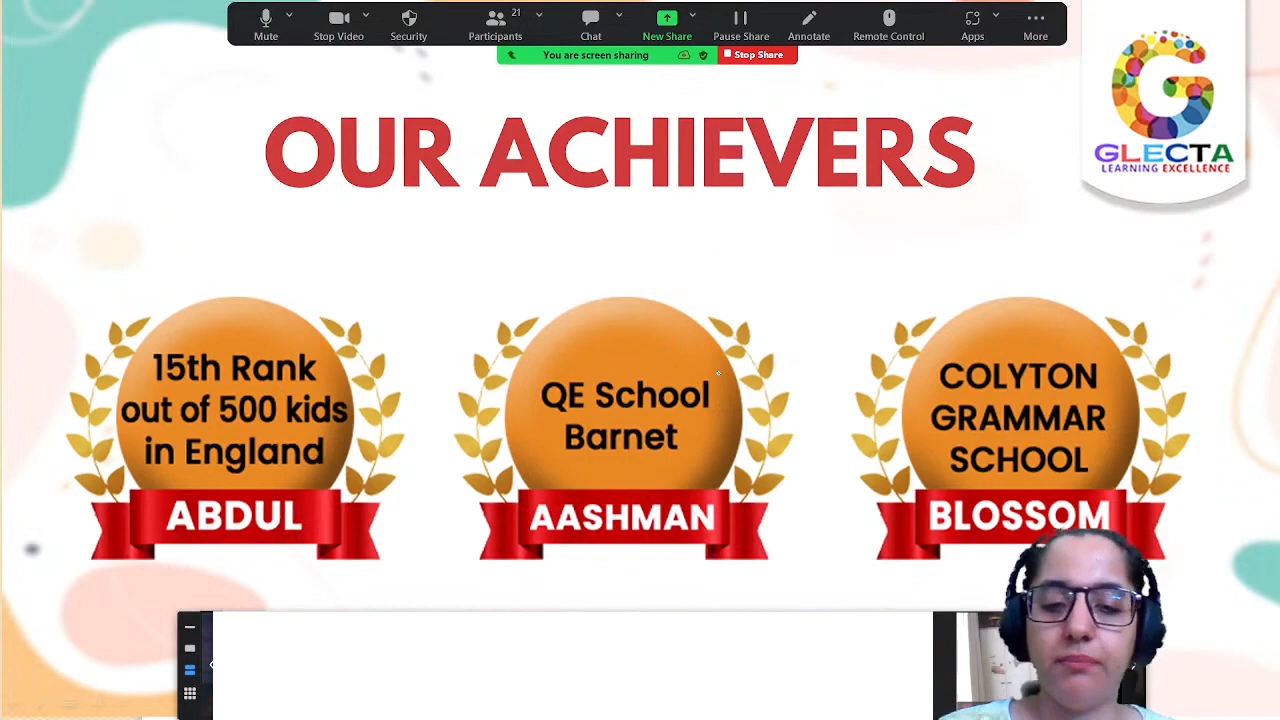 21
Mute
Stop Video
Security
Participants
Chat
New Share
Pause Share
Annotate
Remote Control
Apps
More
You are screen sharing
Stop Share
OUR ACHIEVERS
G
GLECTA
LEARNING EXCELLENCE
15th Rank
out of 500 kids
in England
ABDUL
QE School
Barnet
AASHMAN
COLYTON
GRAMMAR
SCHOOL
BLOSSOM